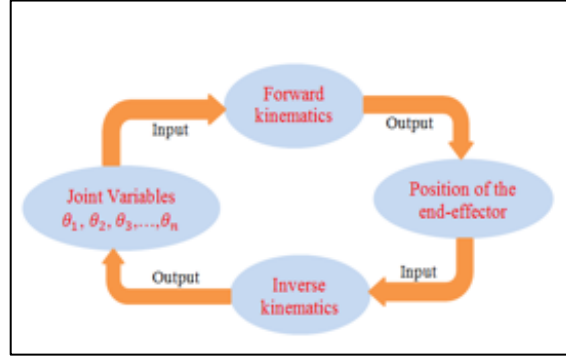 Forward
kinematics
Input
Output
Joint Variables
θ₁, θ₂, θ₃,...,θₙ
Position of the
end-effector
Output
Input
Inverse
kinematics